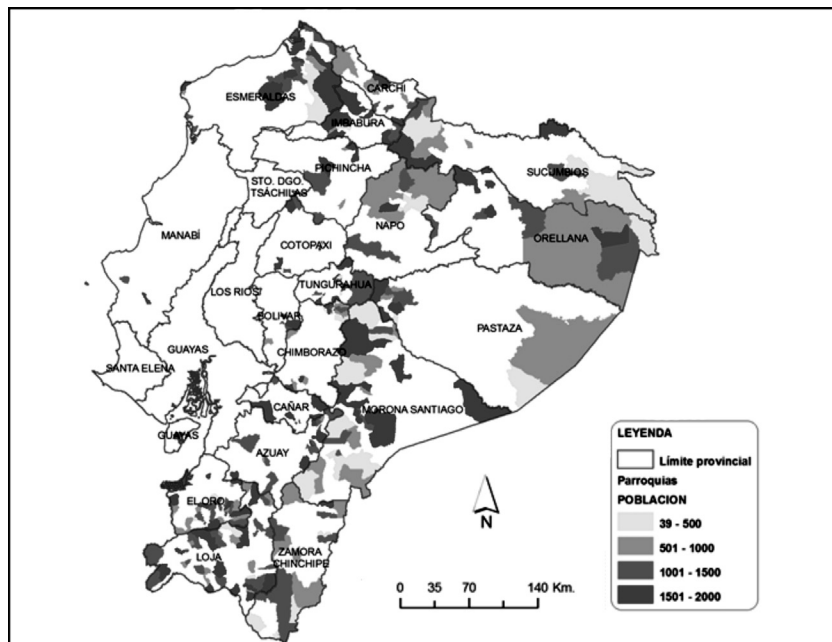 CARCHI
ESMERALDAS
IMBABURA
PICHINCHA
SUCUMBIOS
STO. DGO.
TSÁCHILAS
MANABÍ
NAPO
ORELLANA
COTOPAXI
LOS RIOS
TUNGURAHUA
BOLIVAR
PASTAZA
GUAYAS
CHIMBORAZO
SANTA ELENA
CAÑAR
MORONA SANTIAGO
GUAYAS
AZUAY
EL ORO
LOJA
ZAMORA
CHINCHIPE
N
0 35 70 140 Km.
LEYENDA
Límite provincial
Parroquias
POBLACION
39 - 500
501 - 1000
1001 - 1500
1501 - 2000